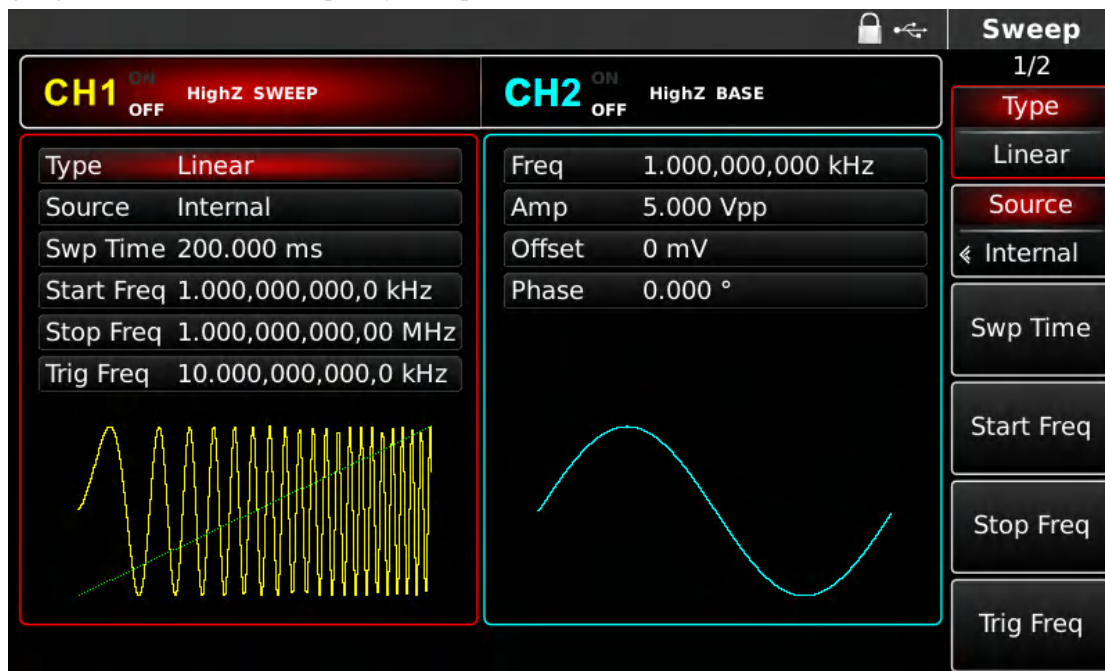 Sweep
1/2
CH1 ON OFF HighZ SWEEP
CH2 ON OFF HighZ BASE
Type Linear
Source Internal
Swp Time 200.000 ms
Start Freq 1.000,000,000,0 kHz
Stop Freq 1.000,000,000,00 MHz
Trig Freq 10.000,000,000,0 kHz
Freq 1.000,000,000 kHz
Amp 5.000 Vpp
Offset 0 mV
Phase 0.000 °
Type
Linear
Source
Internal
Swp Time
Start Freq
Stop Freq
Trig Freq